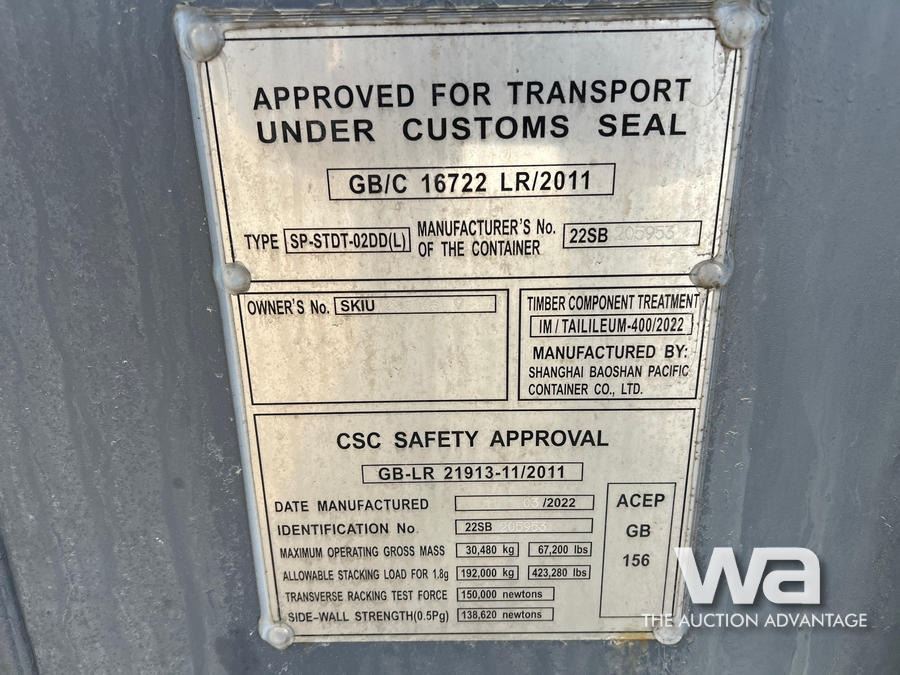 APPROVED FOR TRANSPORT
UNDER CUSTOMS SEAL
GB/C 16722 LR/2011
TYPE SP-STDT-02DD(L) MANUFACTURER'S No. OF THE CONTAINER 22SB 205953
OWNER'S No. SKIU
TIMBER COMPONENT TREATMENT
IM / TAILILEUM-400/2022
MANUFACTURED BY:
SHANGHAI BAOSHAN PACIFIC
CONTAINER CO., LTD.
CSC SAFETY APPROVAL
GB-LR 21913-11/2011
DATE MANUFACTURED 03/2022
IDENTIFICATION No. 22SB 205953
MAXIMUM OPERATING GROSS MASS 30,480 kg 67,200 lbs
ALLOWABLE STACKING LOAD FOR 1.8g 192,000 kg 423,280 lbs
TRANSVERSE RACKING TEST FORCE 150,000 newtons
SIDE-WALL STRENGTH(0.5Pg) 138,620 newtons
ACEP
GB
156
wa
THE AUCTION ADVANTAGE